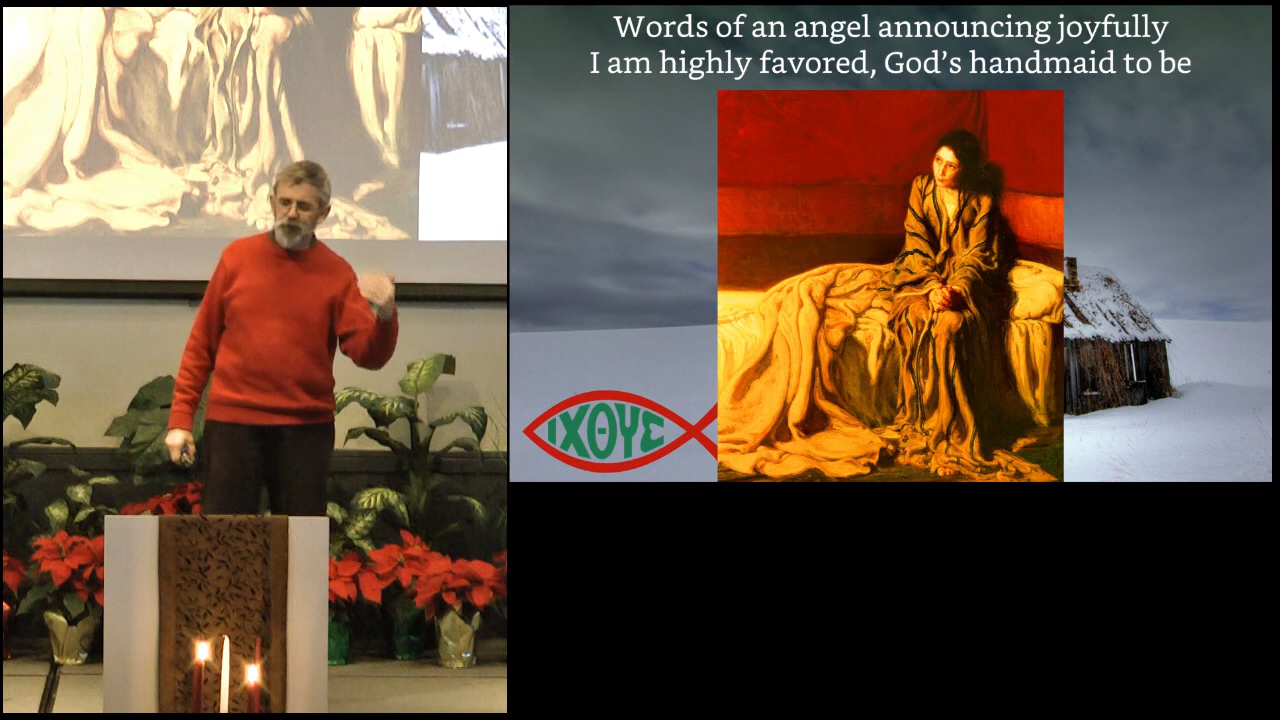 Words of an angel announcing joyfully
I am highly favored, God’s handmaid to be
ΙΧΘΥΣ